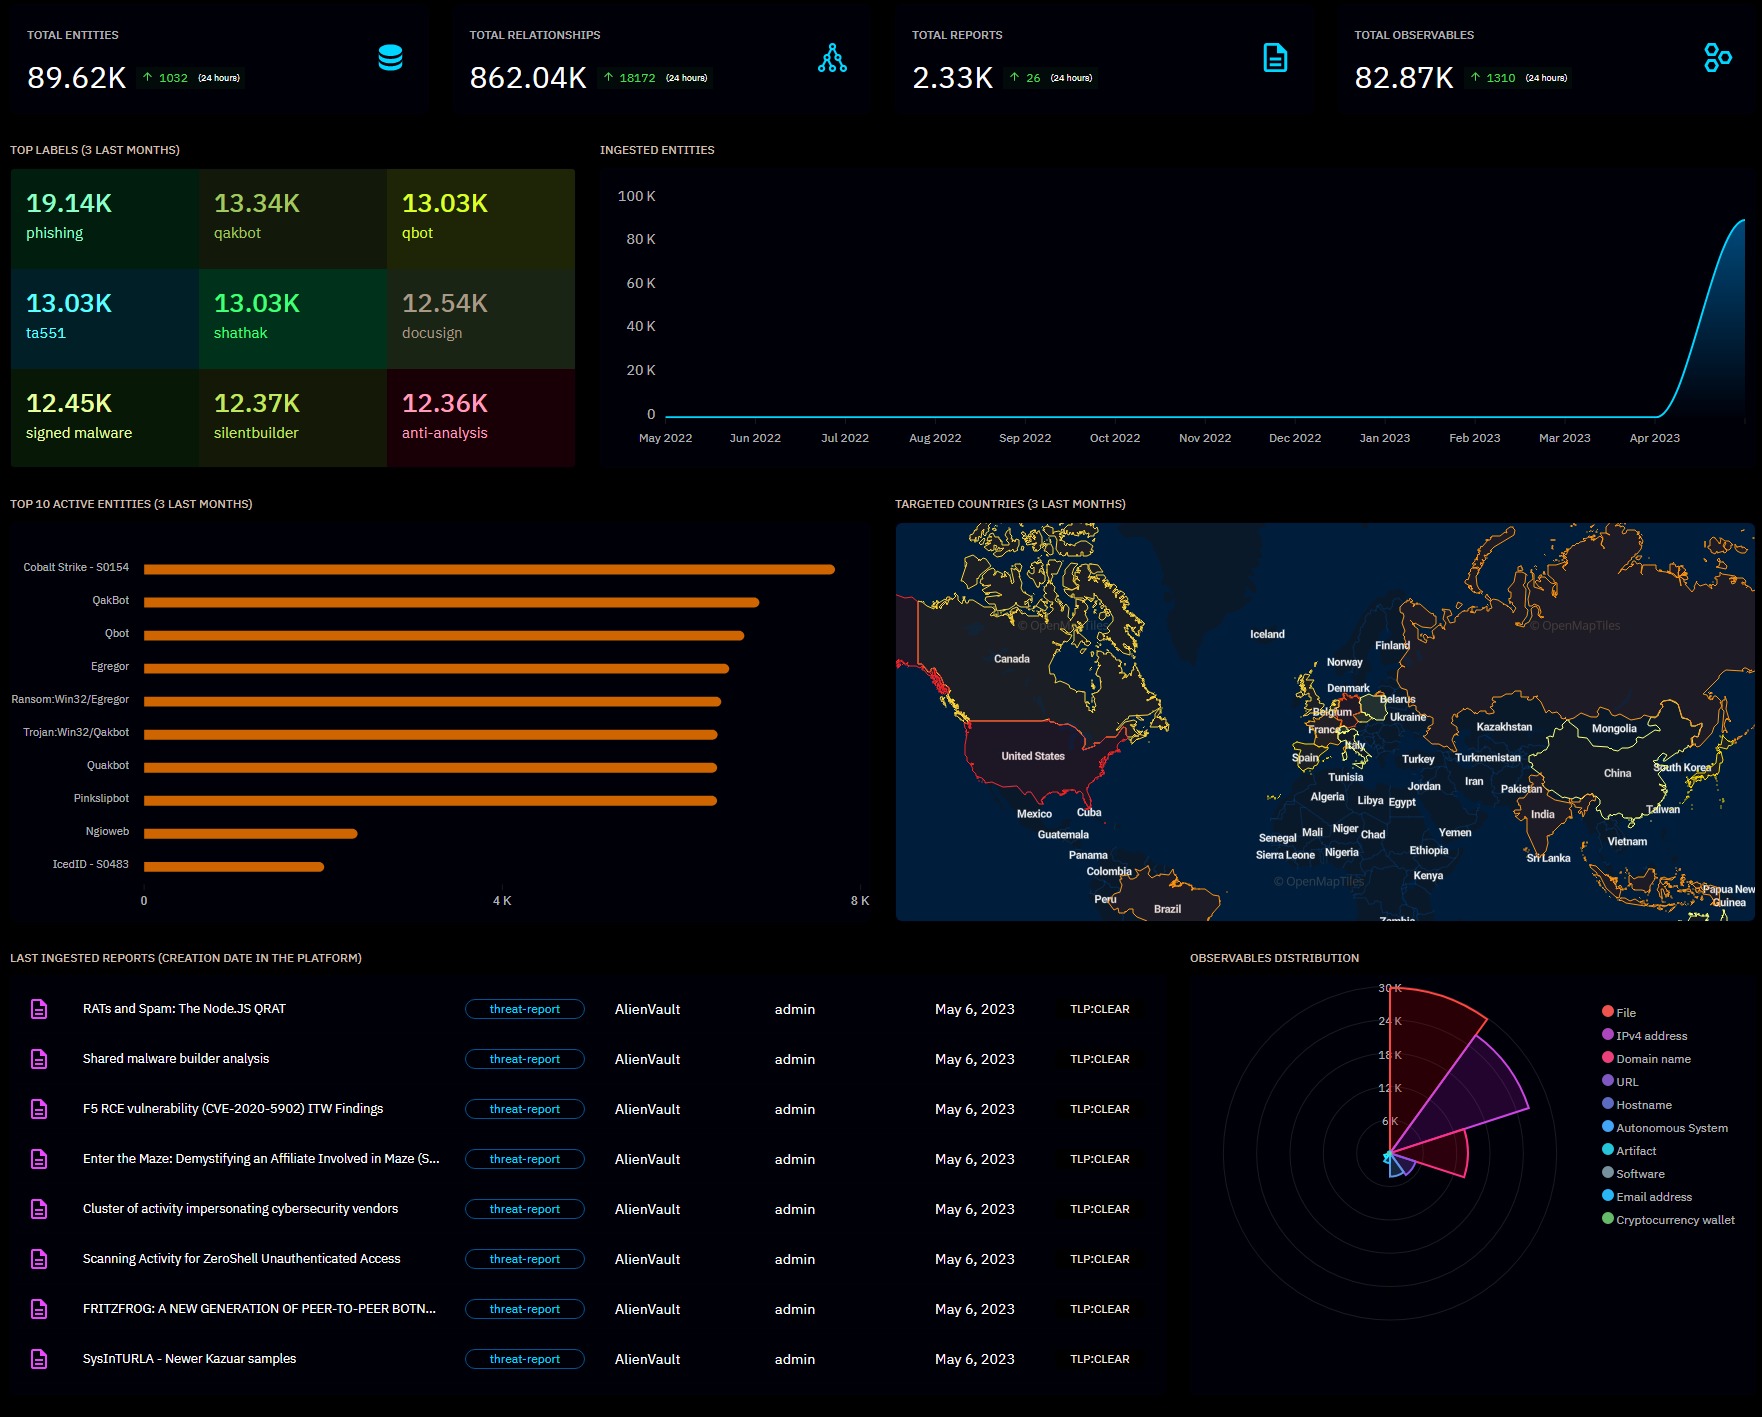 TOTAL ENTITIES
89.62K ↑ 1032 (24 hours)
TOTAL RELATIONSHIPS
862.04K ↑ 18172 (24 hours)
TOTAL REPORTS
2.33K ↑ 26 (24 hours)
TOTAL OBSERVABLES
82.87K ↑ 1310 (24 hours)
TOP LABELS (3 LAST MONTHS)
19.14K
phishing
13.34K
qakbot
13.03K
qbot
13.03K
ta551
13.03K
shathak
12.54K
docusign
12.45K
signed malware
12.37K
silentbuilder
12.36K
anti-analysis
INGESTED ENTITIES
100 K
80 K
60 K
40 K
20 K
0
May 2022 Jun 2022 Jul 2022 Aug 2022 Sep 2022 Oct 2022 Nov 2022 Dec 2022 Jan 2023 Feb 2023 Mar 2023 Apr 2023
TOP 10 ACTIVE ENTITIES (3 LAST MONTHS)
Cobalt Strike - S0154
QakBot
Qbot
Egregor
Ransom:Win32/Egregor
Trojan:Win32/Qakbot
Quakbot
Pinkslipbot
Ngioweb
IcedID - S0483
0 4 K 8 K
TARGETED COUNTRIES (3 LAST MONTHS)
© OpenMapTiles
© OpenMapTiles
Iceland
Finland
Canada
Norway
Denmark
Belarus
Belgium
Ukraine
France
Kazakhstan
Mongolia
Italy
United States
Spain
Turkey
Turkmenistan
South Korea
China
Tunisia
Iran
Jordan
Pakistan
Algeria
Libya
Egypt
Taiwan
Mexico
Cuba
India
Niger
Mali
Chad
Yemen
Guatemala
Senegal
Vietnam
Ethiopia
Nigeria
Sierra Leone
Panama
Sri Lanka
Colombia
Kenya
© OpenMapTiles
Papua New
Guinea
Peru
Brazil
Zambia
LAST INGESTED REPORTS (CREATION DATE IN THE PLATFORM)
RATs and Spam: The Node.JS QRAT threat-report AlienVault admin May 6, 2023 TLP:CLEAR
Shared malware builder analysis threat-report AlienVault admin May 6, 2023 TLP:CLEAR
F5 RCE vulnerability (CVE-2020-5902) ITW Findings threat-report AlienVault admin May 6, 2023 TLP:CLEAR
Enter the Maze: Demystifying an Affiliate Involved in Maze (S... threat-report AlienVault admin May 6, 2023 TLP:CLEAR
Cluster of activity impersonating cybersecurity vendors threat-report AlienVault admin May 6, 2023 TLP:CLEAR
Scanning Activity for ZeroShell Unauthenticated Access threat-report AlienVault admin May 6, 2023 TLP:CLEAR
FRITZFROG: A NEW GENERATION OF PEER-TO-PEER BOTN... threat-report AlienVault admin May 6, 2023 TLP:CLEAR
SysInTURLA - Newer Kazuar samples threat-report AlienVault admin May 6, 2023 TLP:CLEAR
OBSERVABLES DISTRIBUTION
30 K
24 K
18 K
12 K
6 K
File
IPv4 address
Domain name
URL
Hostname
Autonomous System
Artifact
Software
Email address
Cryptocurrency wallet